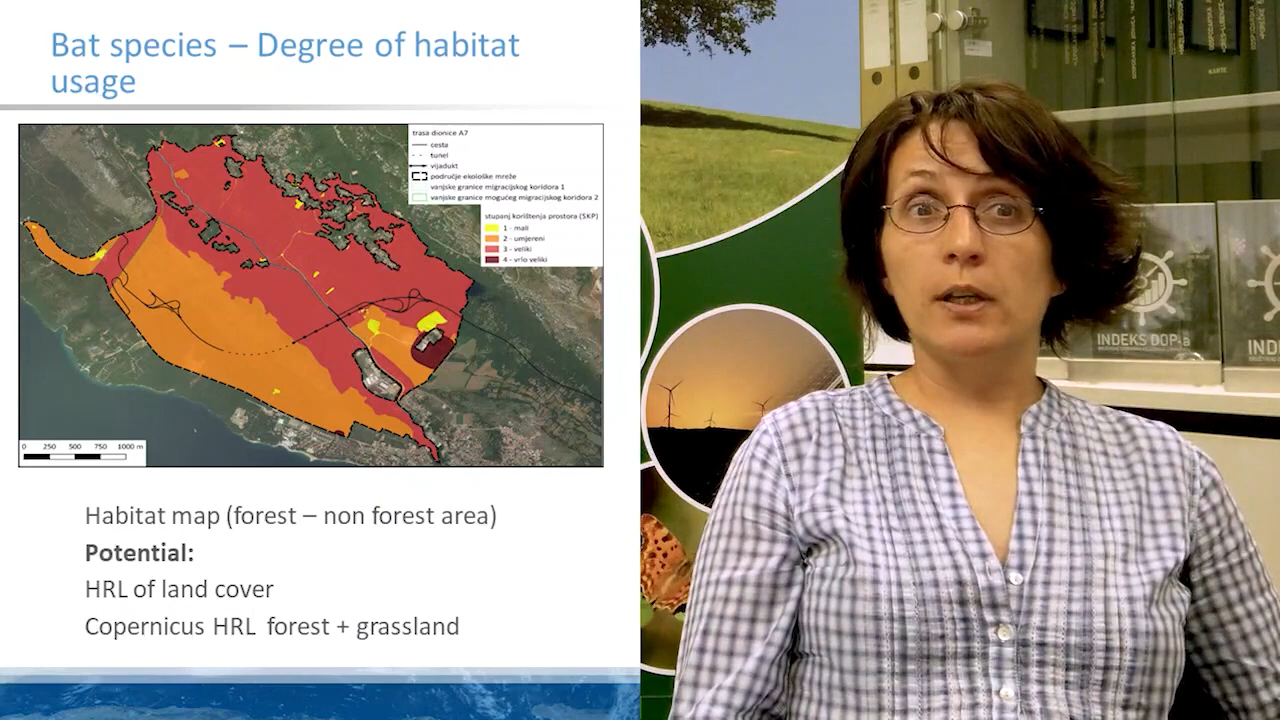 Bat species – Degree of habitat
usage
trasa dionice A7
cesta
tunel
vijadukt
područje ekološke mreže
vanjske granice migracijskog koridora 1
vanjske granice mogućeg migracijskog koridora 2
stupanj korištenja prostora (SKP)
1 - mali
2 - umjereni
3 - veliki
4 - vrlo veliki
0 250 500 750 1000 m
Habitat map (forest – non forest area)
Potential:
HRL of land cover
Copernicus HRL forest + grassland
KARTE
INDEKS DOP-a
INDEKS